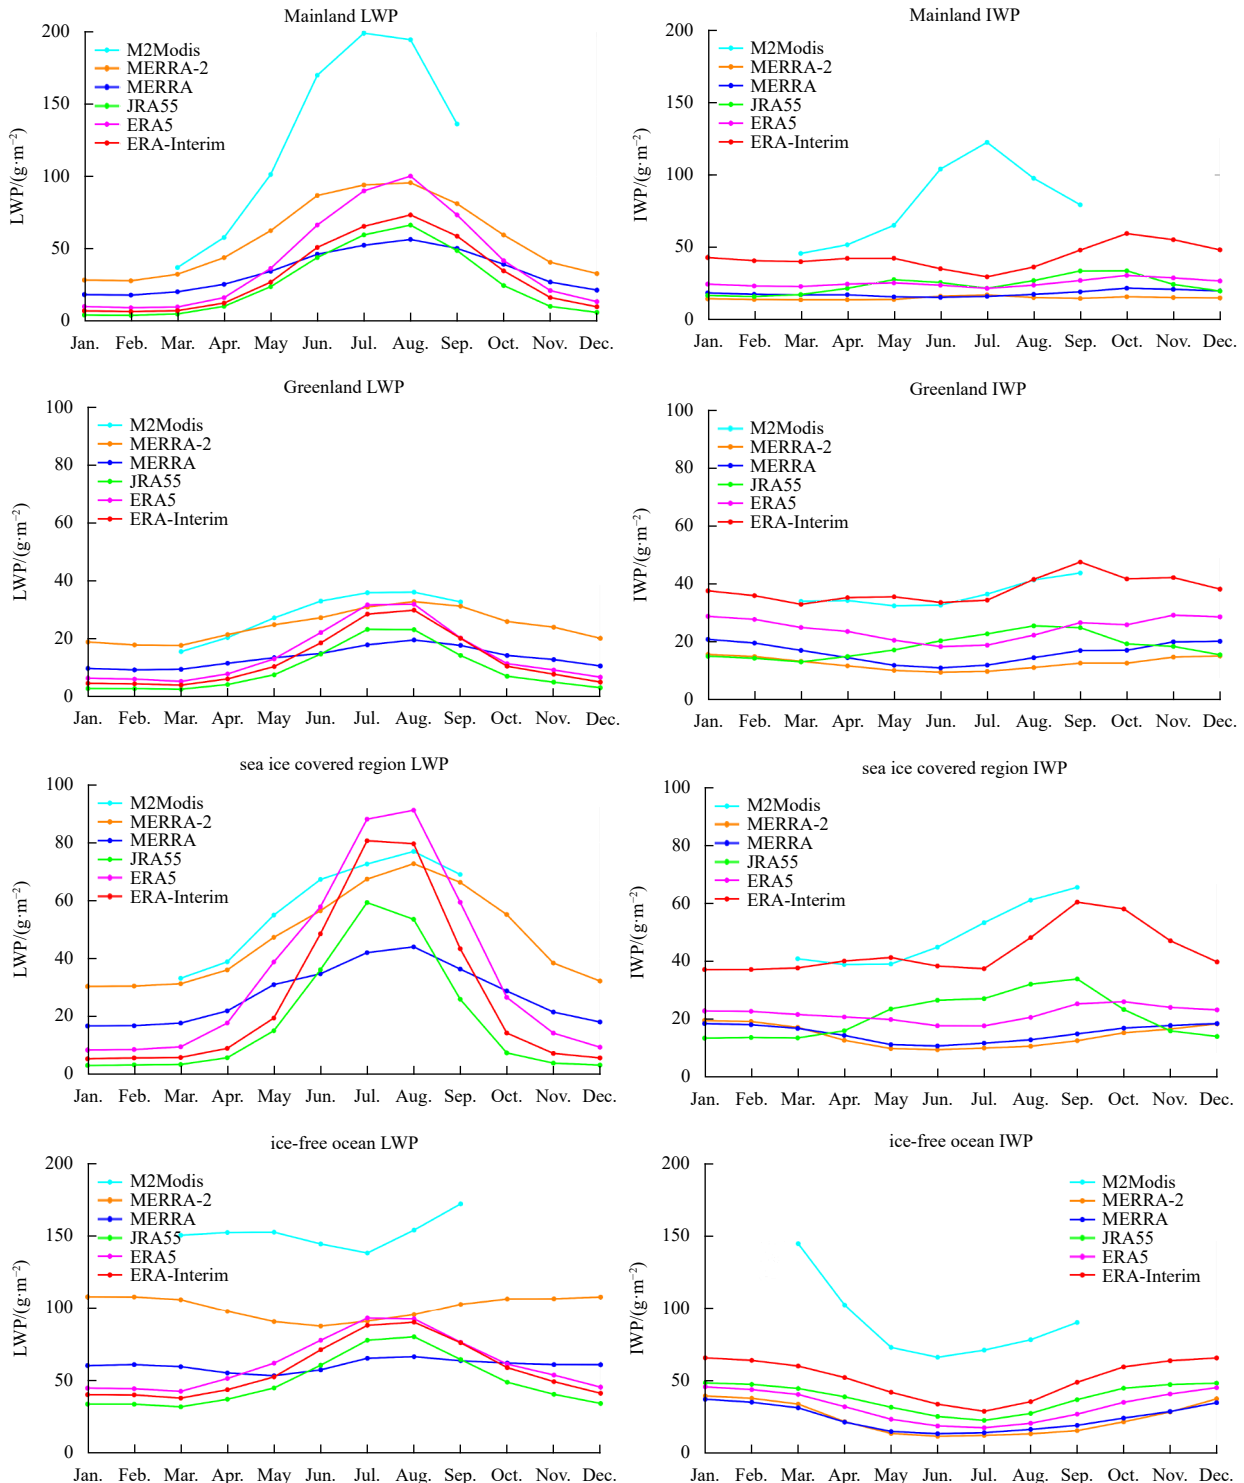 Mainland LWP
200
150
100
50
0
LWP/(g·m⁻²)
M2Modis
MERRA-2
MERRA
JRA55
ERA5
ERA-Interim
Jan. Feb. Mar. Apr. May Jun. Jul. Aug. Sep. Oct. Nov. Dec.
Mainland IWP
200
150
100
50
0
IWP/(g·m⁻²)
M2Modis
MERRA-2
MERRA
JRA55
ERA5
ERA-Interim
Jan. Feb. Mar. Apr. May Jun. Jul. Aug. Sep. Oct. Nov. Dec.
Greenland LWP
100
80
60
40
20
0
LWP/(g·m⁻²)
M2Modis
MERRA-2
MERRA
JRA55
ERA5
ERA-Interim
Jan. Feb. Mar. Apr. May Jun. Jul. Aug. Sep. Oct. Nov. Dec.
Greenland IWP
100
80
60
40
20
0
IWP/(g·m⁻²)
M2Modis
MERRA-2
MERRA
JRA55
ERA5
ERA-Interim
Jan. Feb. Mar. Apr. May Jun. Jul. Aug. Sep. Oct. Nov. Dec.
sea ice covered region LWP
100
80
60
40
20
0
LWP/(g·m⁻²)
M2Modis
MERRA-2
MERRA
JRA55
ERA5
ERA-Interim
Jan. Feb. Mar. Apr. May Jun. Jul. Aug. Sep. Oct. Nov. Dec.
sea ice covered region IWP
100
80
60
40
20
0
IWP/(g·m⁻²)
M2Modis
MERRA-2
MERRA
JRA55
ERA5
ERA-Interim
Jan. Feb. Mar. Apr. May Jun. Jul. Aug. Sep. Oct. Nov. Dec.
ice-free ocean LWP
200
150
100
50
0
LWP/(g·m⁻²)
M2Modis
MERRA-2
MERRA
JRA55
ERA5
ERA-Interim
Jan. Feb. Mar. Apr. May Jun. Jul. Aug. Sep. Oct. Nov. Dec.
ice-free ocean IWP
200
150
100
50
0
IWP/(g·m⁻²)
M2Modis
MERRA-2
MERRA
JRA55
ERA5
ERA-Interim
Jan. Feb. Mar. Apr. May Jun. Jul. Aug. Sep. Oct. Nov. Dec.